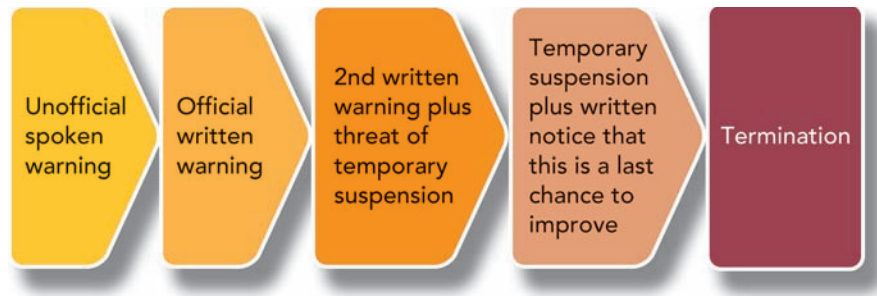 Unofficial
spoken
warning
Official
written
warning
2nd written
warning plus
threat of
temporary
suspension
Temporary
suspension
plus written
notice that
this is a last
chance to
improve
Termination